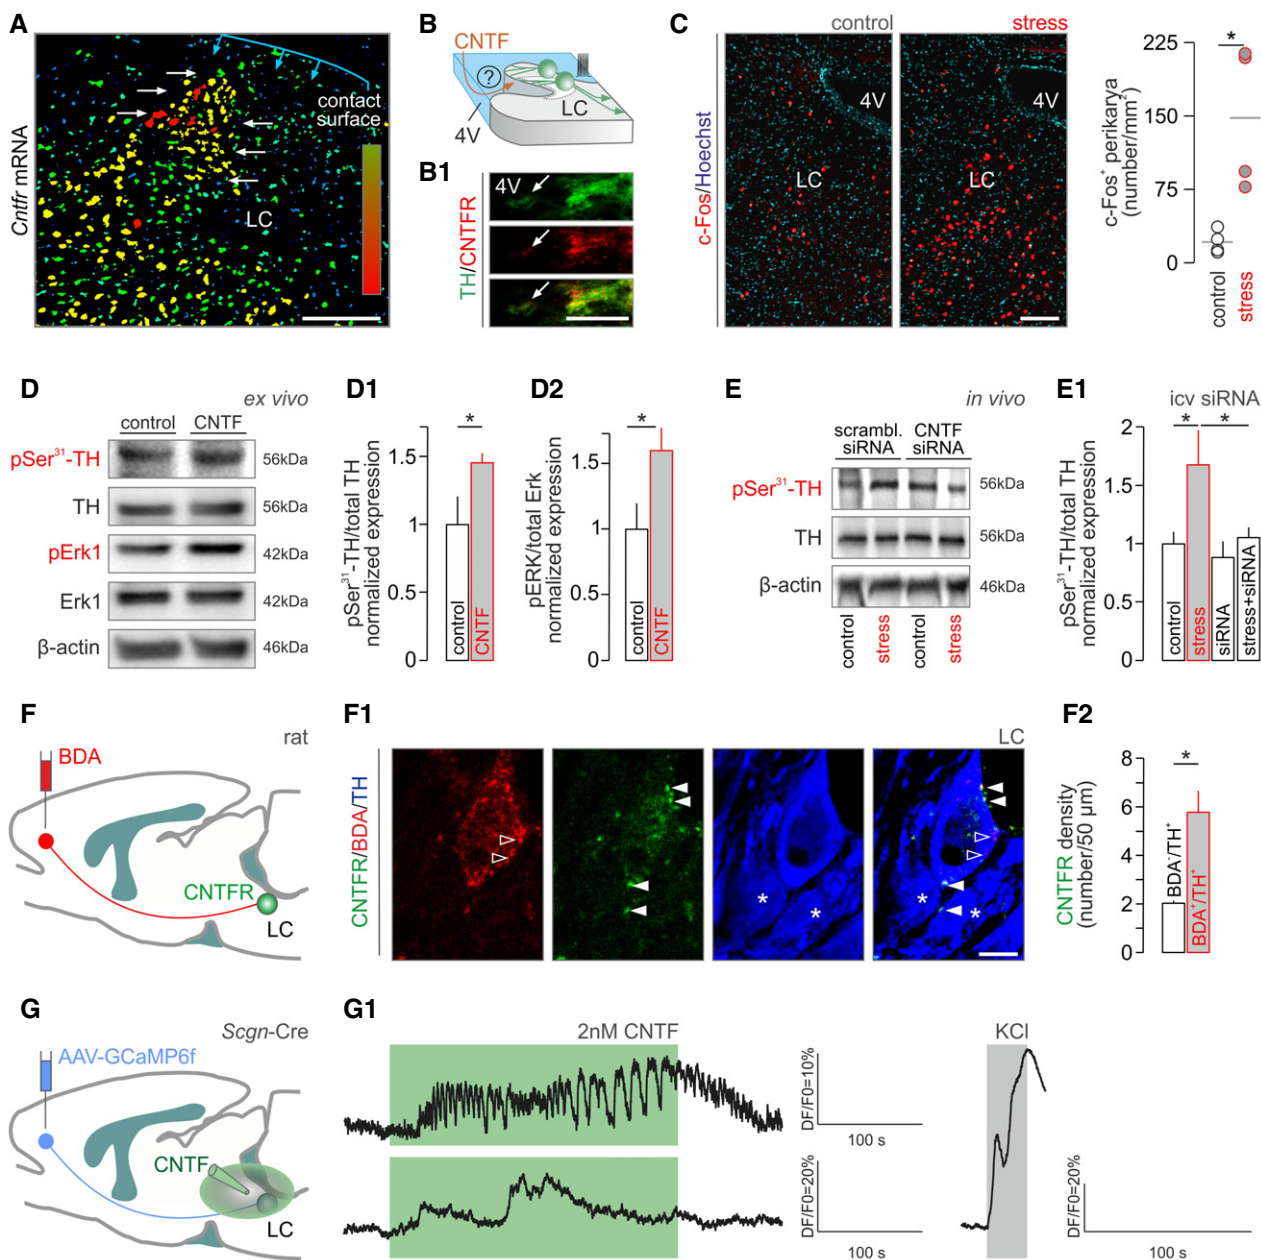 A
Cntfr mRNA
contact
surface
LC
B
CNTF
?
LC
4V
B1
TH/CNTFR
4V
C
control
stress
c-Fos/Hoechst
4V
LC
4V
LC
*
c-Fos+ perikanya
(number/mm²)
225
150
75
0
control
stress
D
ex vivo
control
CNTF
pSer31-TH
56kDa
TH
56kDa
pErk1
42kDa
Erk1
42kDa
β-actin
46kDa
D1
pSer31-TH/total TH
normalized expression
*
1.5
1
0.5
0
control
CNTF
D2
pERK/total Erk
normalized expression
*
1.5
1
0.5
0
control
CNTF
E
in vivo
scrambl. siRNA
CNTF siRNA
pSer31-TH
56kDa
TH
56kDa
β-actin
46kDa
control
stress
control
stress
E1
icv siRNA
pSer31-TH/total TH
normalized expression
* *
2
1.5
1
0.5
0
control
stress
siRNA
stress+siRNA
F
rat
BDA
CNTFR
LC
F1
LC
CNTFR/BDA/TH
* *
* *
F2
CNTFR density
(number/50 μm)
*
8
6
4
2
0
BDA-/TH+
BDA+/TH+
G
Scgn-Cre
AAV-GCaMP6f
CNTF
LC
G1
2nM CNTF
KCl
DF/F0=10%
100 s
DF/F0=20%
100 s
DF/F0=20%
100 s